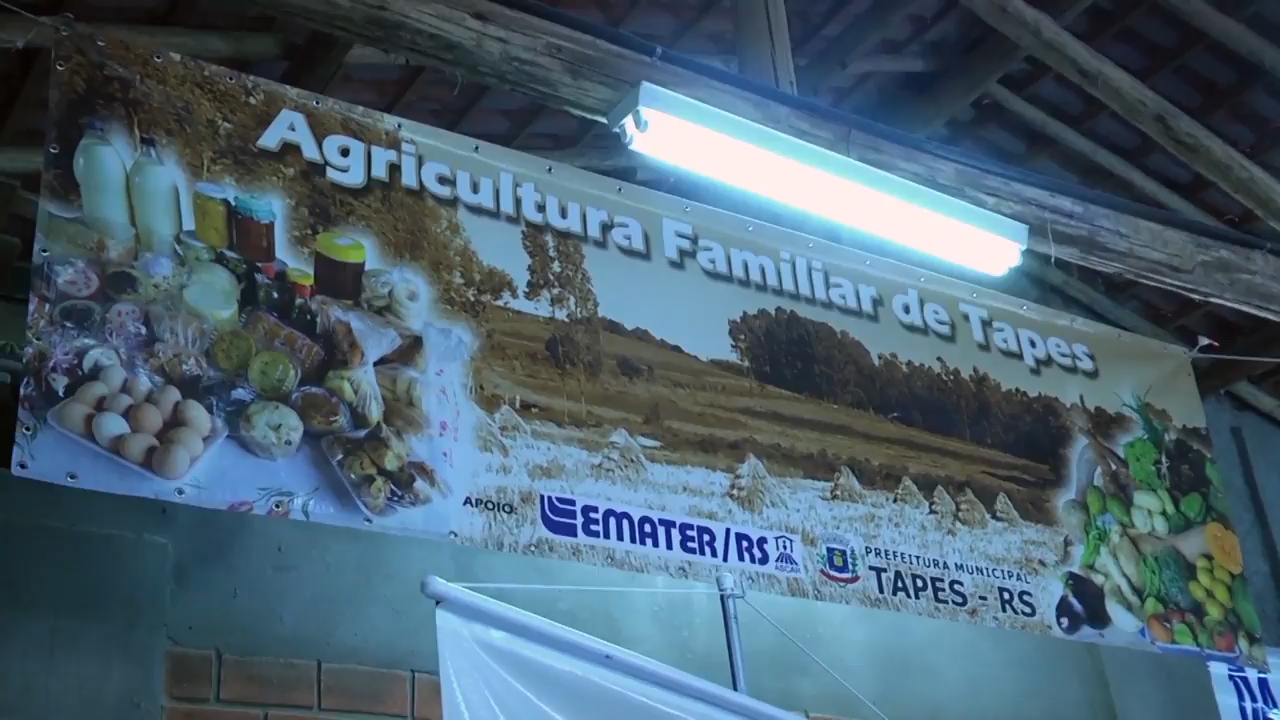 Agricultura Familiar de Tapes
APOIO:
EMATER/RS
ASCAR
PREFEITURA MUNICIPAL
TAPES - RS